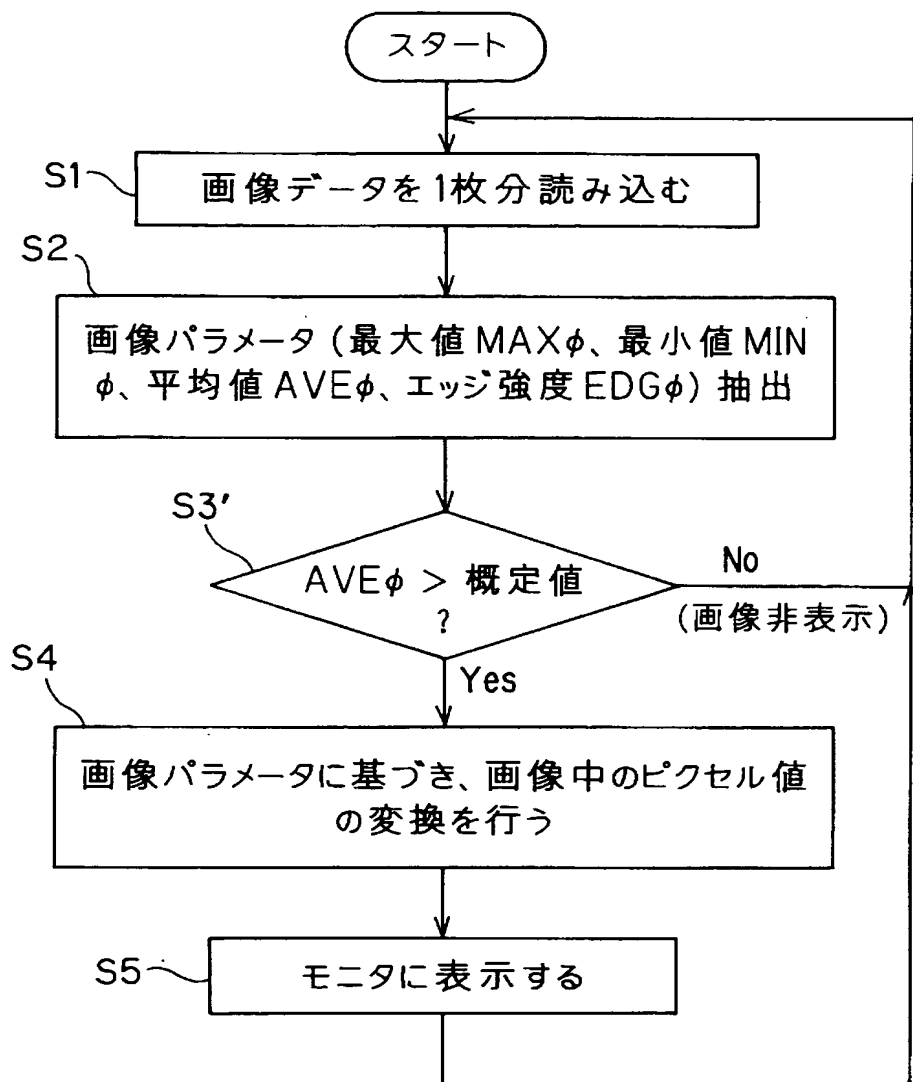 スタート
S1
画像データを1枚分読み込む
S2
画像パラメータ(最大値MAXφ、最小値MIN
φ、平均値AVEφ、エッジ強度EDGφ)抽出
S3'
AVEφ > 概定値
?
No
(画像非表示)
Yes
S4
画像パラメータに基づき、画像中のピクセル値
の変換を行う
S5
モニタに表示する